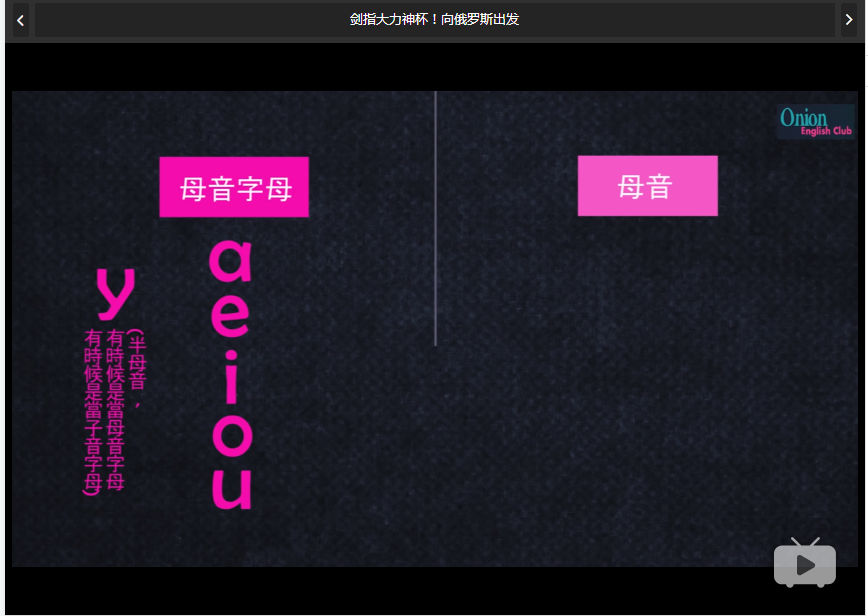 剑指大力神杯！向俄罗斯出发
Onion
English Club
母音字母
母音
a
e
i
o
u
y
(半母音，
有時候是當母音字母
有時候是當子音字母)